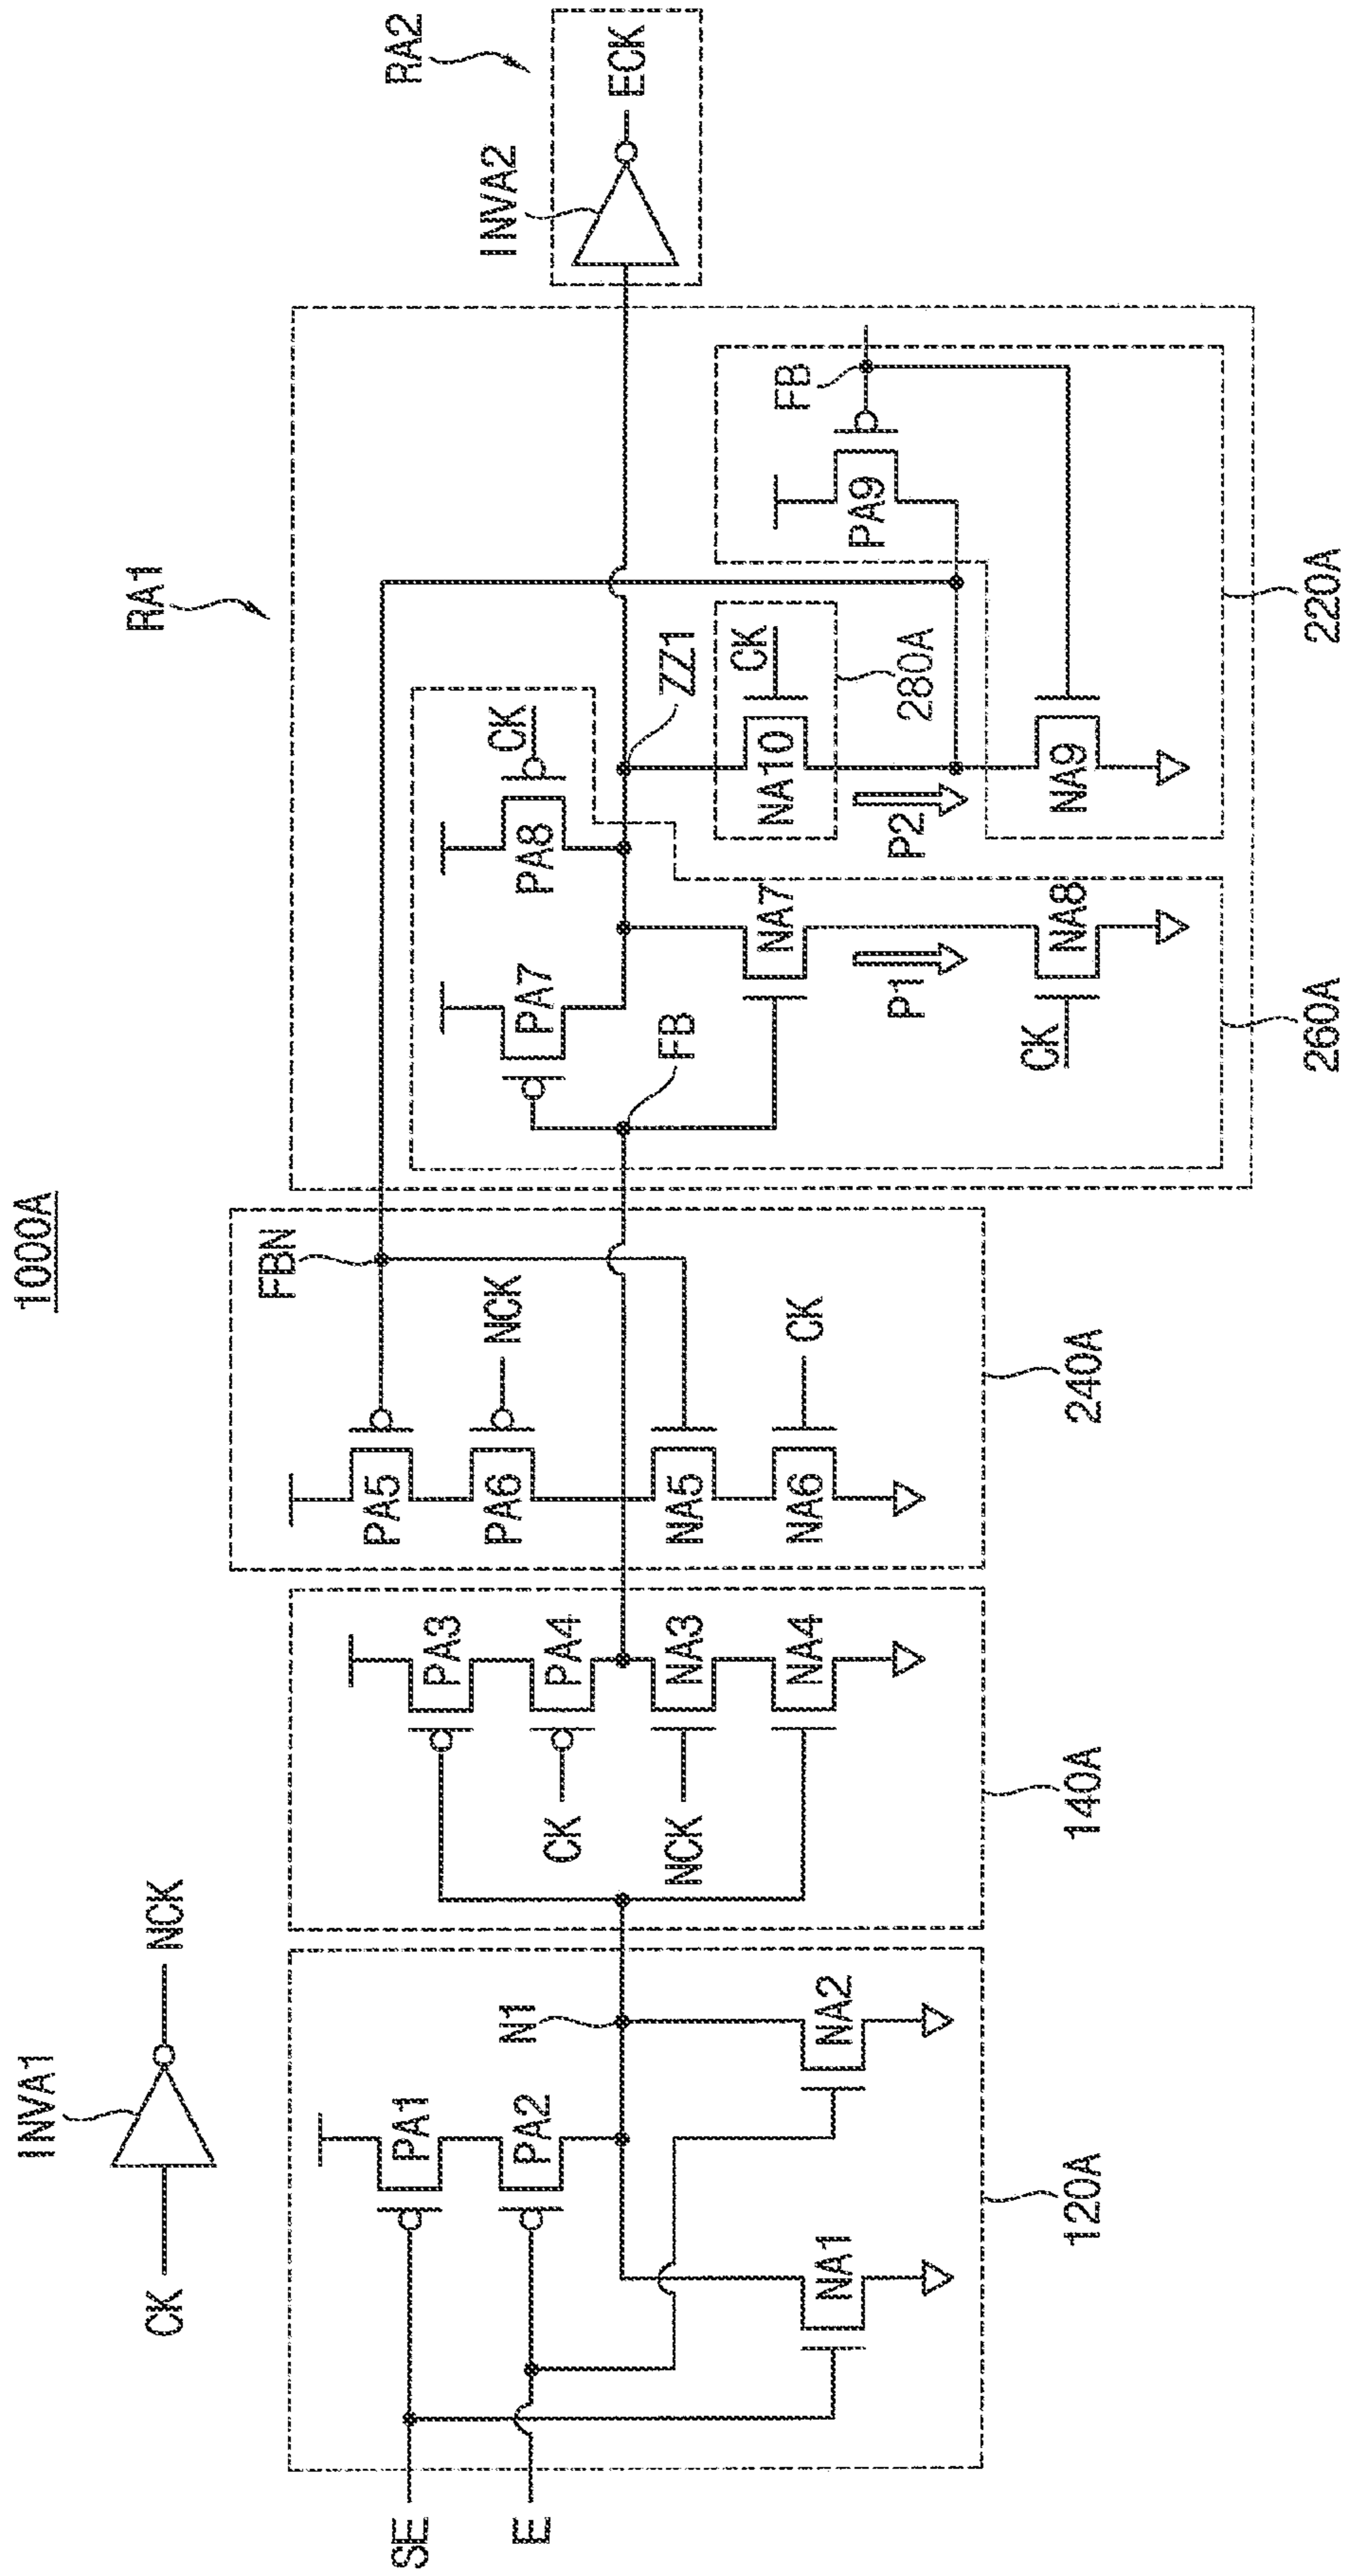 1000A
INVA1
CK
NCK
SE
E
PA1
PA2
N1
NA1
NA2
120A
PA3
PA4
CK
NCK
NA3
NA4
140A
FBN
PA5
PA6
NCK
NA5
NA6
CK
240A
RA1
PA7
PA8
CK
FB
ZZ1
NA7
P1
NA8
CK
260A
CK
NA10
280A
P2
NA9
FB
PA9
220A
RA2
INVA2
ECK